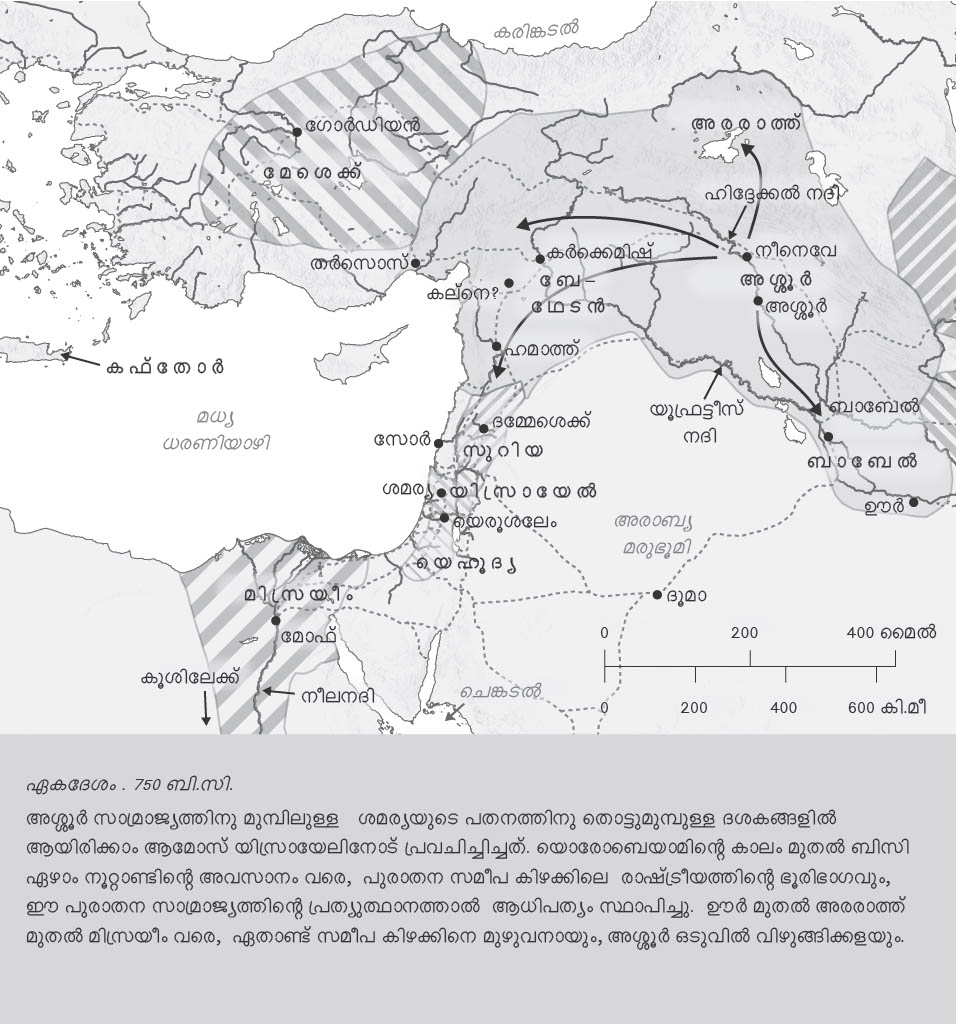 കരിങ്കടൽ
ഗോർഡിയൻ
മേശെക്ക്
അരരാത്ത്
ഹിദ്ദേക്കൽ നദി
നീനെവേ
തർസൊസ്
കർക്കെമിഷ്
കല്നെ?
ബേ–
ഥേടൻ
അശ്ശൂർ
അശ്ശൂർ
ഹമാത്ത്
കഫ്തോർ
മധ്യ
ധരണിയാഴി
യൂഫ്രട്ടീസ്
നദി
ബാബേൽ
ബാബേൽ
ദമ്മേശെക്ക്
സോർ
സുറിയ
ശമര്യ
യിസ്രായേൽ
ഊർ
യെരൂശലേം
അരാബ്യ
മരുഭൂമി
യെഹൂദ്യ
മിസ്രയീം
ദൂമാ
മോഫ്
0 200 400 മൈൽ
കൂശിലേക്ക്
നീലനദി
ചെങ്കടൽ
0 200 400 600 കി.മീ
ഏകദേശം . 750 ബി.സി.
അശ്ശൂർ സാമ്രാജ്യത്തിനു മുമ്പിലുള്ള ശമര്യയുടെ പതനത്തിനു തൊട്ടുമുമ്പുള്ള ദശകങ്ങളിൽ
ആയിരിക്കാം ആമോസ് യിസ്രായേലിനോട് പ്രവചിച്ചിച്ചത്. യൊരോബെയാമിന്റെ കാലം മുതൽ ബിസി
ഏഴാം നൂറ്റാണ്ടിന്റെ അവസാനം വരെ, പുരാതന സമീപ കിഴക്കിലെ രാഷ്ട്രീയത്തിന്റെ ഭൂരിഭാഗവും,
ഈ പുരാതന സാമ്രാജ്യത്തിന്റെ പ്രത്യുത്ഥാനത്താൽ ആധിപത്യം സ്ഥാപിച്ചു. ഊർ മുതൽ അരരാത്ത്
മുതൽ മിസ്രയീം വരെ, ഏതാണ്ട് സമീപ കിഴക്കിനെ മുഴുവനായും, അശ്ശൂർ ഒടുവിൽ വിഴുങ്ങിക്കളയും.